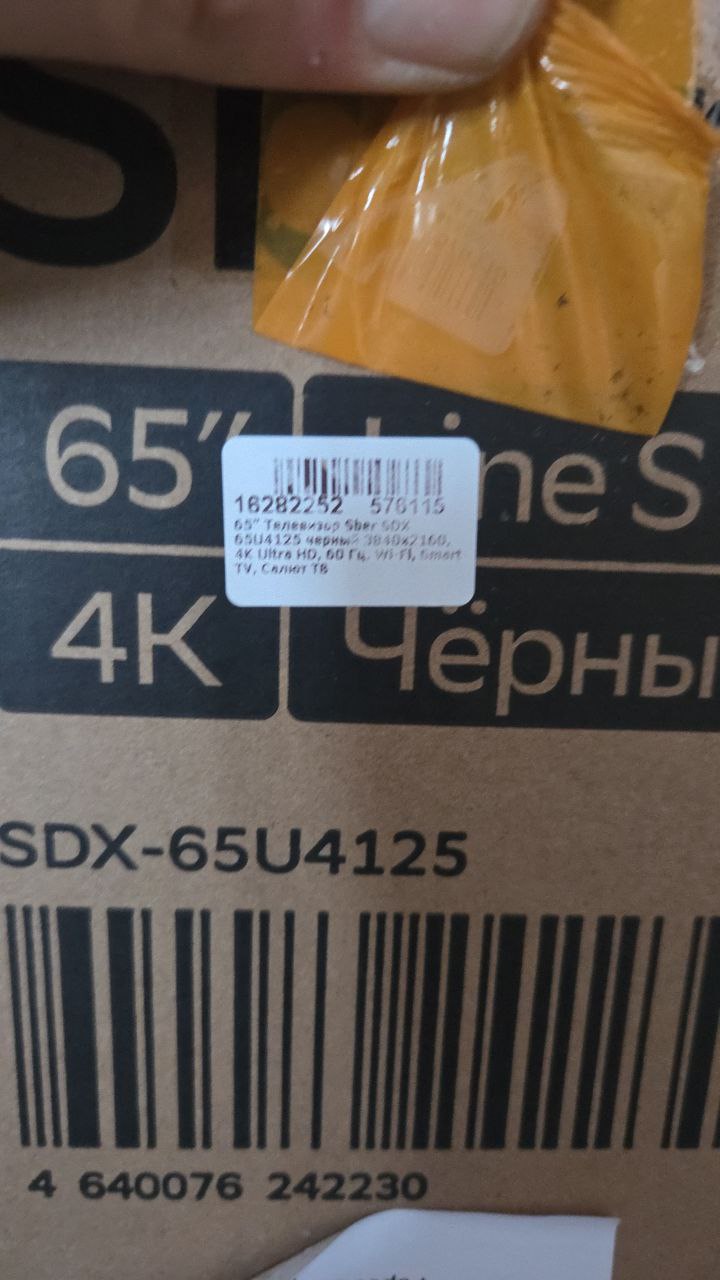 65″
Line S
16282252 576115
65" Телевизор Sber SDX
65U4125 черный 3840x2160,
4K Ultra HD, 60 Гц, Wi-Fi, Smart
TV, Салют ТВ
4K
Чёрны
SDX-65U4125
4 640076 242230